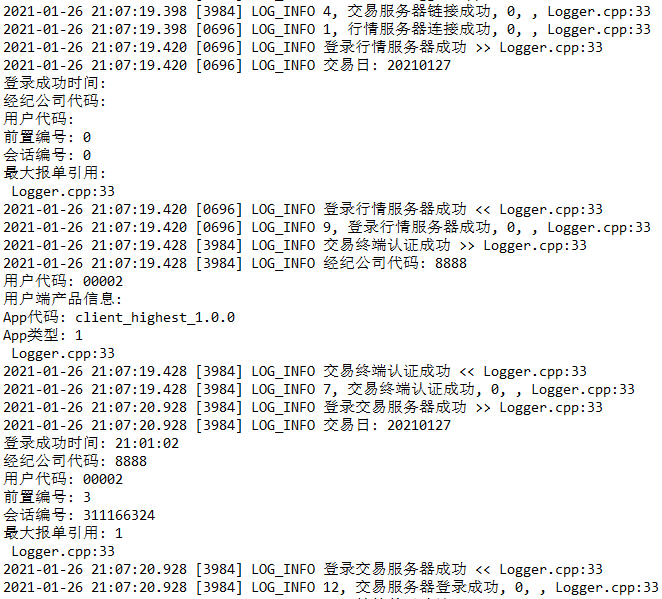 2021-01-26 21:07:19.398 [3984] LOG_INFO 4, 交易服务器链接成功, 0, , Logger.cpp:33
2021-01-26 21:07:19.398 [0696] LOG_INFO 1, 行情服务器连接成功, 0, , Logger.cpp:33
2021-01-26 21:07:19.420 [0696] LOG_INFO 登录行情服务器成功 >> Logger.cpp:33
2021-01-26 21:07:19.420 [0696] LOG_INFO 交易日: 20210127
登录成功时间:
经纪公司代码:
用户代码:
前置编号: 0
会话编号: 0
最大报单引用:
Logger.cpp:33
2021-01-26 21:07:19.420 [0696] LOG_INFO 登录行情服务器成功 << Logger.cpp:33
2021-01-26 21:07:19.420 [0696] LOG_INFO 9, 登录行情服务器成功, 0, , Logger.cpp:33
2021-01-26 21:07:19.428 [3984] LOG_INFO 交易终端认证成功 >> Logger.cpp:33
2021-01-26 21:07:19.428 [3984] LOG_INFO 经纪公司代码: 8888
用户代码: 00002
用户端产品信息:
App代码: client_highest_1.0.0
App类型: 1
Logger.cpp:33
2021-01-26 21:07:19.428 [3984] LOG_INFO 交易终端认证成功 << Logger.cpp:33
2021-01-26 21:07:19.428 [3984] LOG_INFO 7, 交易终端认证成功, 0, , Logger.cpp:33
2021-01-26 21:07:20.928 [3984] LOG_INFO 登录交易服务器成功 >> Logger.cpp:33
2021-01-26 21:07:20.928 [3984] LOG_INFO 交易日: 20210127
登录成功时间: 21:01:02
经纪公司代码: 8888
用户代码: 00002
前置编号: 3
会话编号: 311166324
最大报单引用: 1
Logger.cpp:33
2021-01-26 21:07:20.928 [3984] LOG_INFO 登录交易服务器成功 << Logger.cpp:33
2021-01-26 21:07:20.928 [3984] LOG_INFO 12, 交易服务器登录成功, 0, , Logger.cpp:33